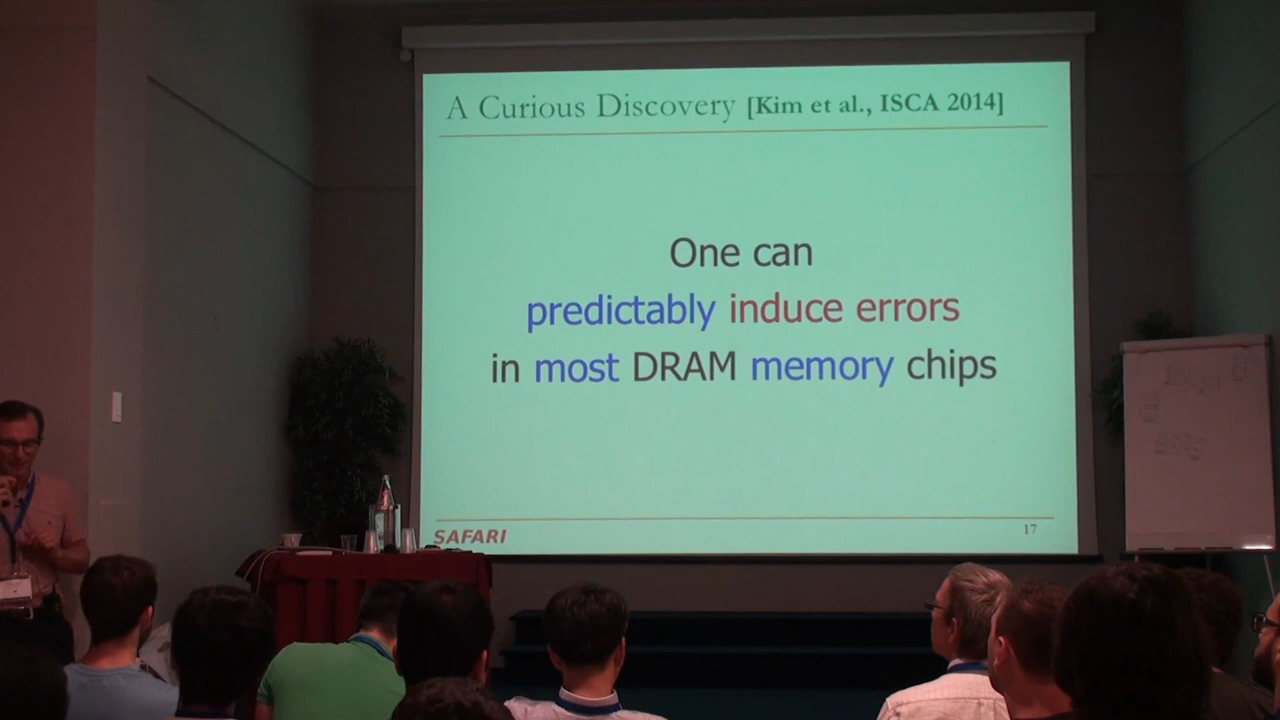 A Curious Discovery [Kim et al., ISCA 2014]
One can
predictably induce errors
in most DRAM memory chips
SAFARI
17